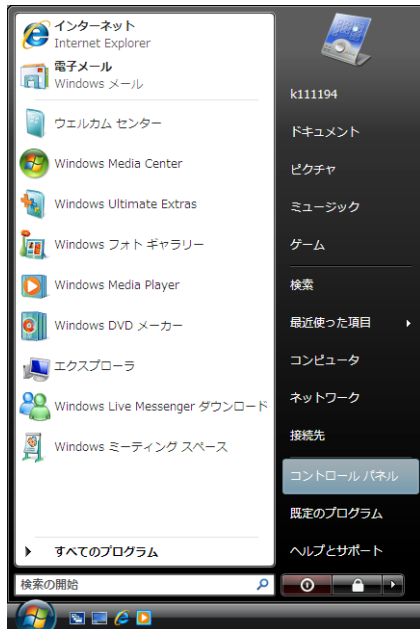 インターネット
Internet Explorer
電子メール
Windows メール
ウェルカム センター
Windows Media Center
Windows Ultimate Extras
Windows フォト ギャラリー
Windows Media Player
Windows DVD メーカー
エクスプローラ
Windows Live Messenger ダウンロード
Windows ミーティング スペース
すべてのプログラム
検索の開始
k111194
ドキュメント
ピクチャ
ミュージック
ゲーム
検索
最近使った項目
コンピュータ
ネットワーク
接続先
コントロール パネル
既定のプログラム
ヘルプとサポート